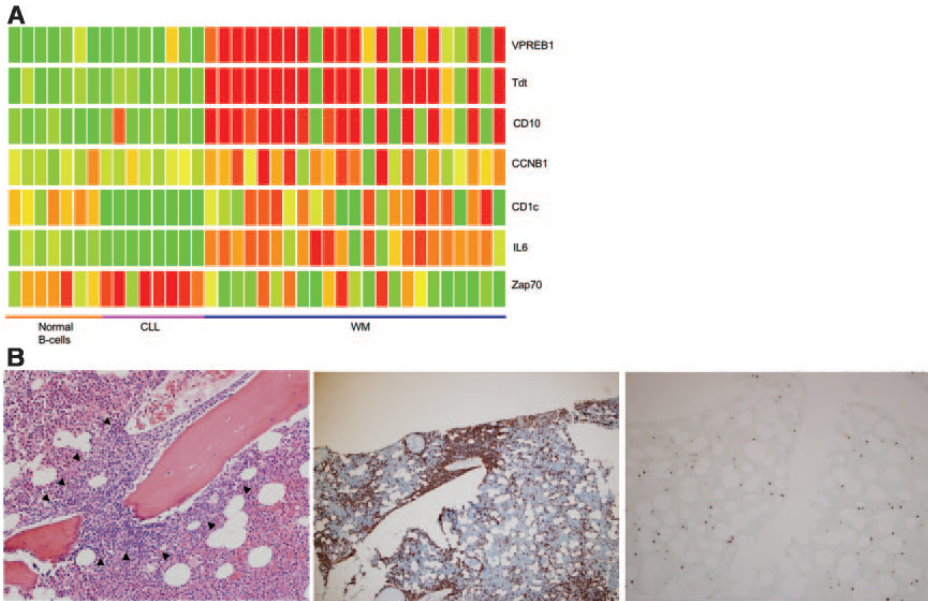 A
VPREB1
Tdt
CD10
CCNB1
CD1c
IL6
Zap70
Normal
B-cells
CLL
WM
B